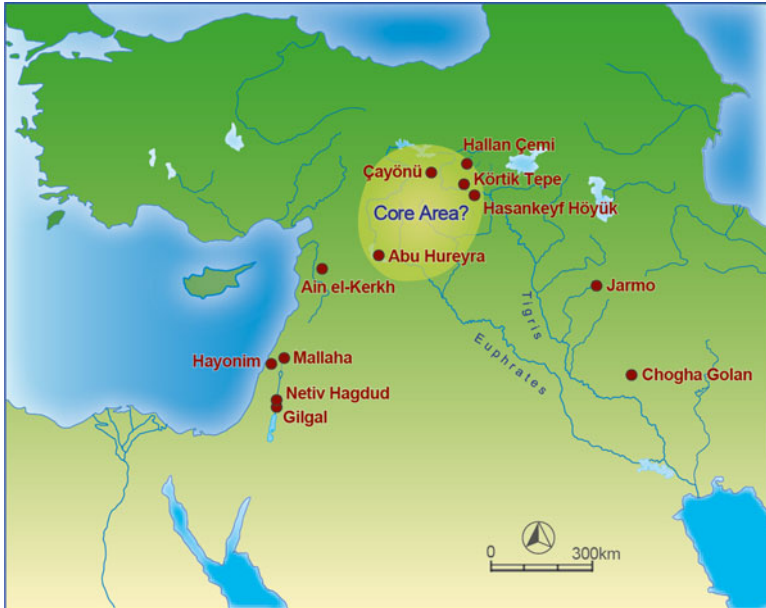 Hallan Çemi
Çayönü
Körtik Tepe
Hasankeyf Höyük
Core Area?
Abu Hureyra
Ain el-Kerkh
Jarmo
Tigris
Euphrates
Hayonim
Mallaha
Chogha Golan
Netiv Hagdud
Gilgal
0 300km